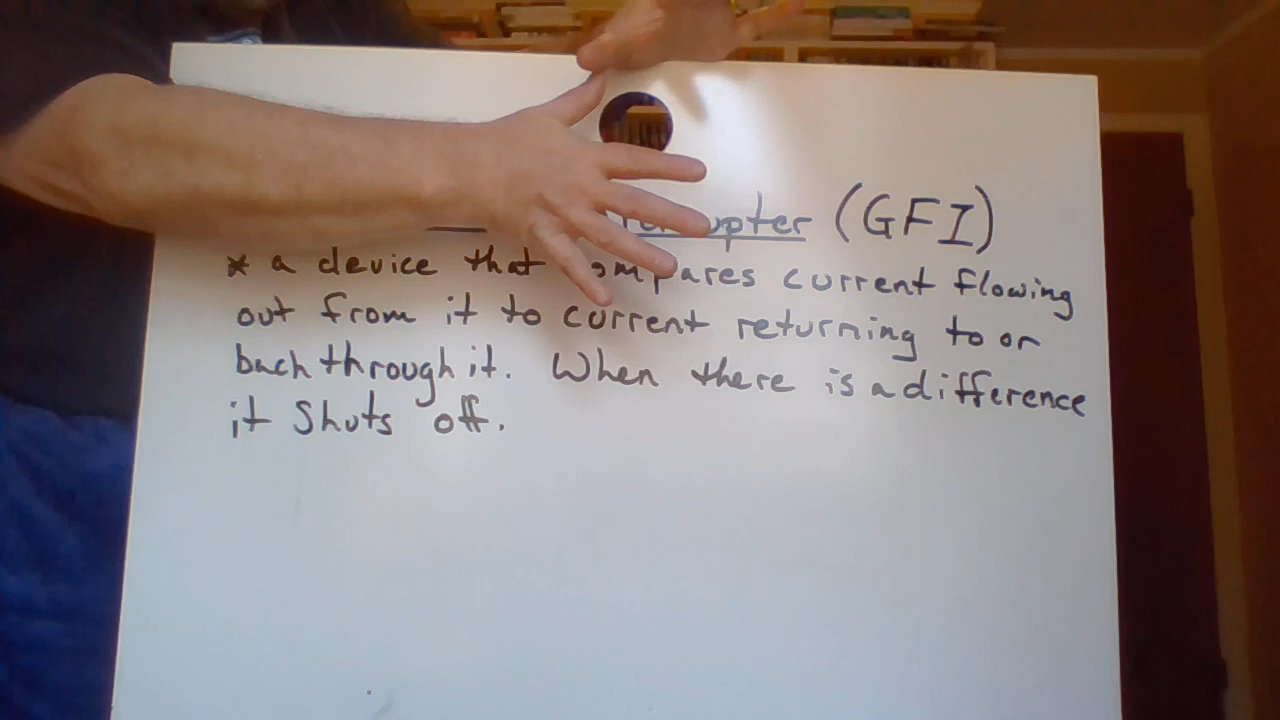 (GFI)
* a device that compares current flowing
out from it to current returning to or
back through it. When there is a difference
it shuts off.